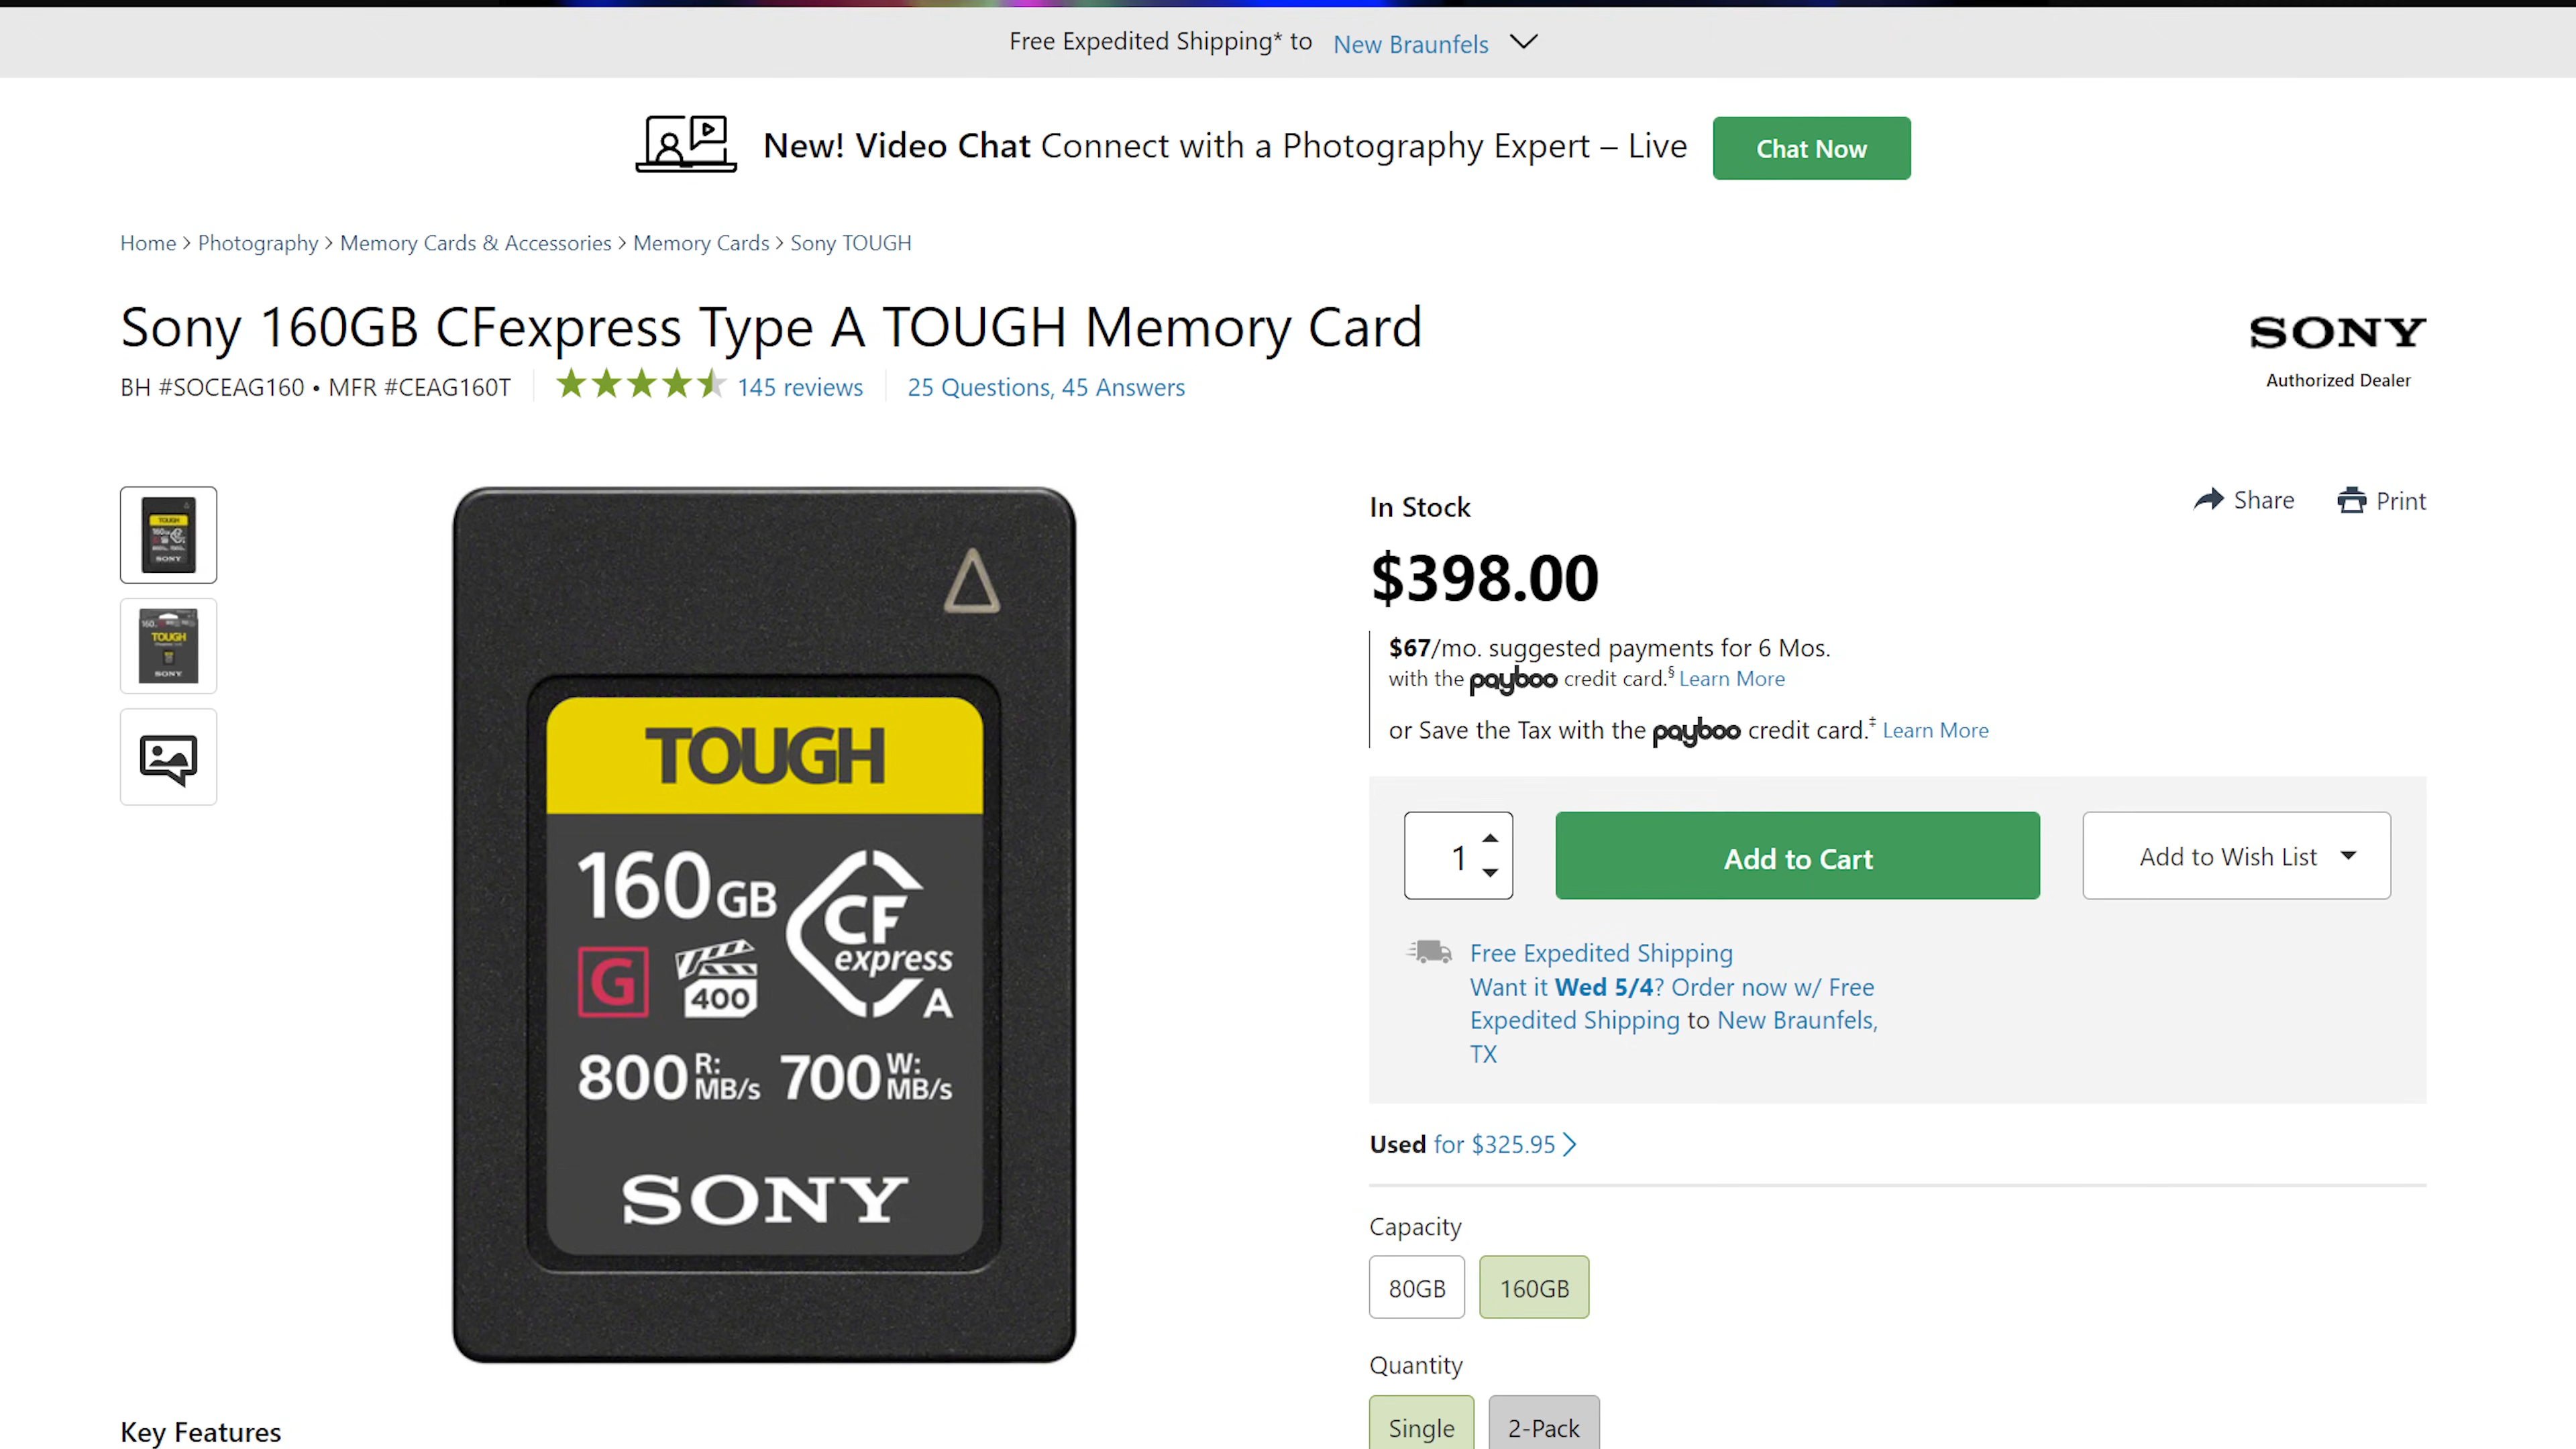 Free Expedited Shipping* to New Braunfels
New! Video Chat Connect with a Photography Expert – Live
Chat Now
Home > Photography > Memory Cards & Accessories > Memory Cards > Sony TOUGH
Sony 160GB CFexpress Type A TOUGH Memory Card
BH #SOCEAG160 • MFR #CEAG160T
145 reviews
25 Questions, 45 Answers
SONY
Authorized Dealer
TOUGH
SONY
160
TOUGH
SONY
TOUGH
160GB
CF
express
A
G
400
800 R: MB/s 700 W: MB/s
SONY
In Stock
Share
Print
$398.00
$67/mo. suggested payments for 6 Mos.
with the payboo credit card.§ Learn More
or Save the Tax with the payboo credit card.‡ Learn More
1
Add to Cart
Add to Wish List
Free Expedited Shipping
Want it Wed 5/4? Order now w/ Free
Expedited Shipping to New Braunfels,
TX
Used for $325.95 >
Capacity
80GB
160GB
Quantity
Single
2-Pack
Key Features